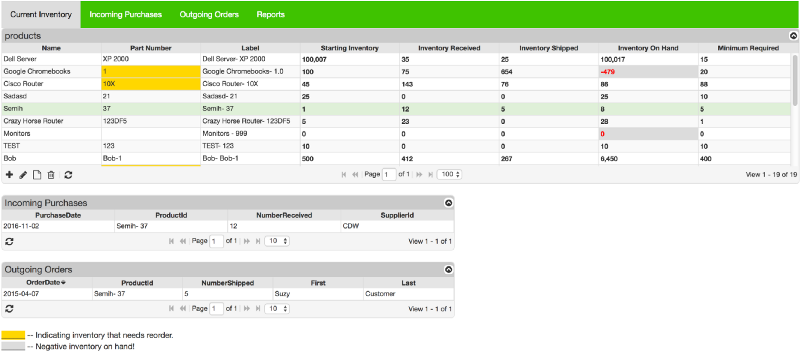 Current Inventory Incoming Purchases Outgoing Orders Reports
products
Name Part Number Label Starting Inventory Inventory Received Inventory Shipped Inventory On Hand Minimum Required
Dell Server XP 2000 Dell Server- XP 2000 100,007 35 25 100,017 15
Google Chromebooks 1 Google Chromebooks- 1.0 100 75 654 -479 20
Cisco Router 10X Cisco Router- 10X 45 143 76 86 88
Sadasd 21 Sadasd- 21 25 0 0 25 10
Semih 37 Semih- 37 1 12 5 8 5
Crazy Horse Router 123DF5 Crazy Horse Router- 123DF5 5 23 0 28 1
Monitors Monitors - 999 0 0 0 0 0
TEST 123 TEST- 123 10 0 0 10 10
Bob Bob-1 Bob- Bob-1 500 412 267 6,450 400
Page 1 of 1 100 View 1 - 19 of 19
Incoming Purchases
PurchaseDate ProductId NumberReceived SupplierId
2016-11-02 Semih- 37 12 CDW
Page 1 of 1 10 View 1 - 1 of 1
Outgoing Orders
OrderDate ProductId NumberShipped First Last
2015-04-07 Semih- 37 5 Suzy Customer
Page 1 of 1 10 View 1 - 1 of 1
-- Indicating inventory that needs reorder.
-- Negative inventory on hand!